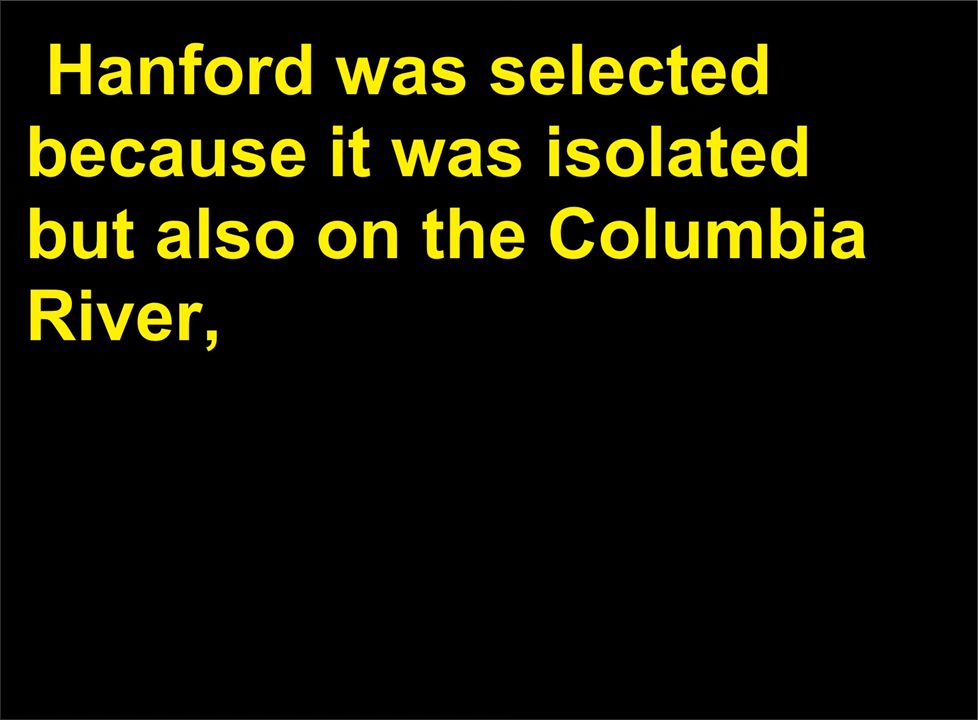 Hanford was selected
because it was isolated
but also on the Columbia
River,